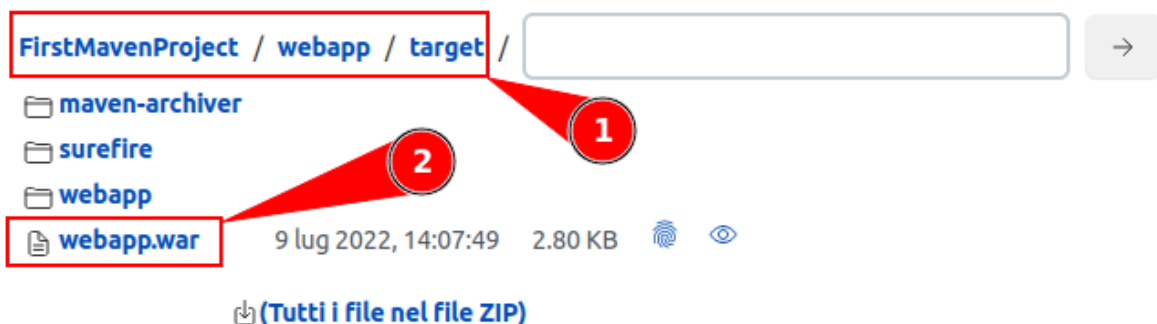 FirstMavenProject / webapp / target /
maven-archiver
1
surefire
2
webapp
webapp.war 9 lug 2022, 14:07:49 2.80 KB
(Tutti i file nel file ZIP)